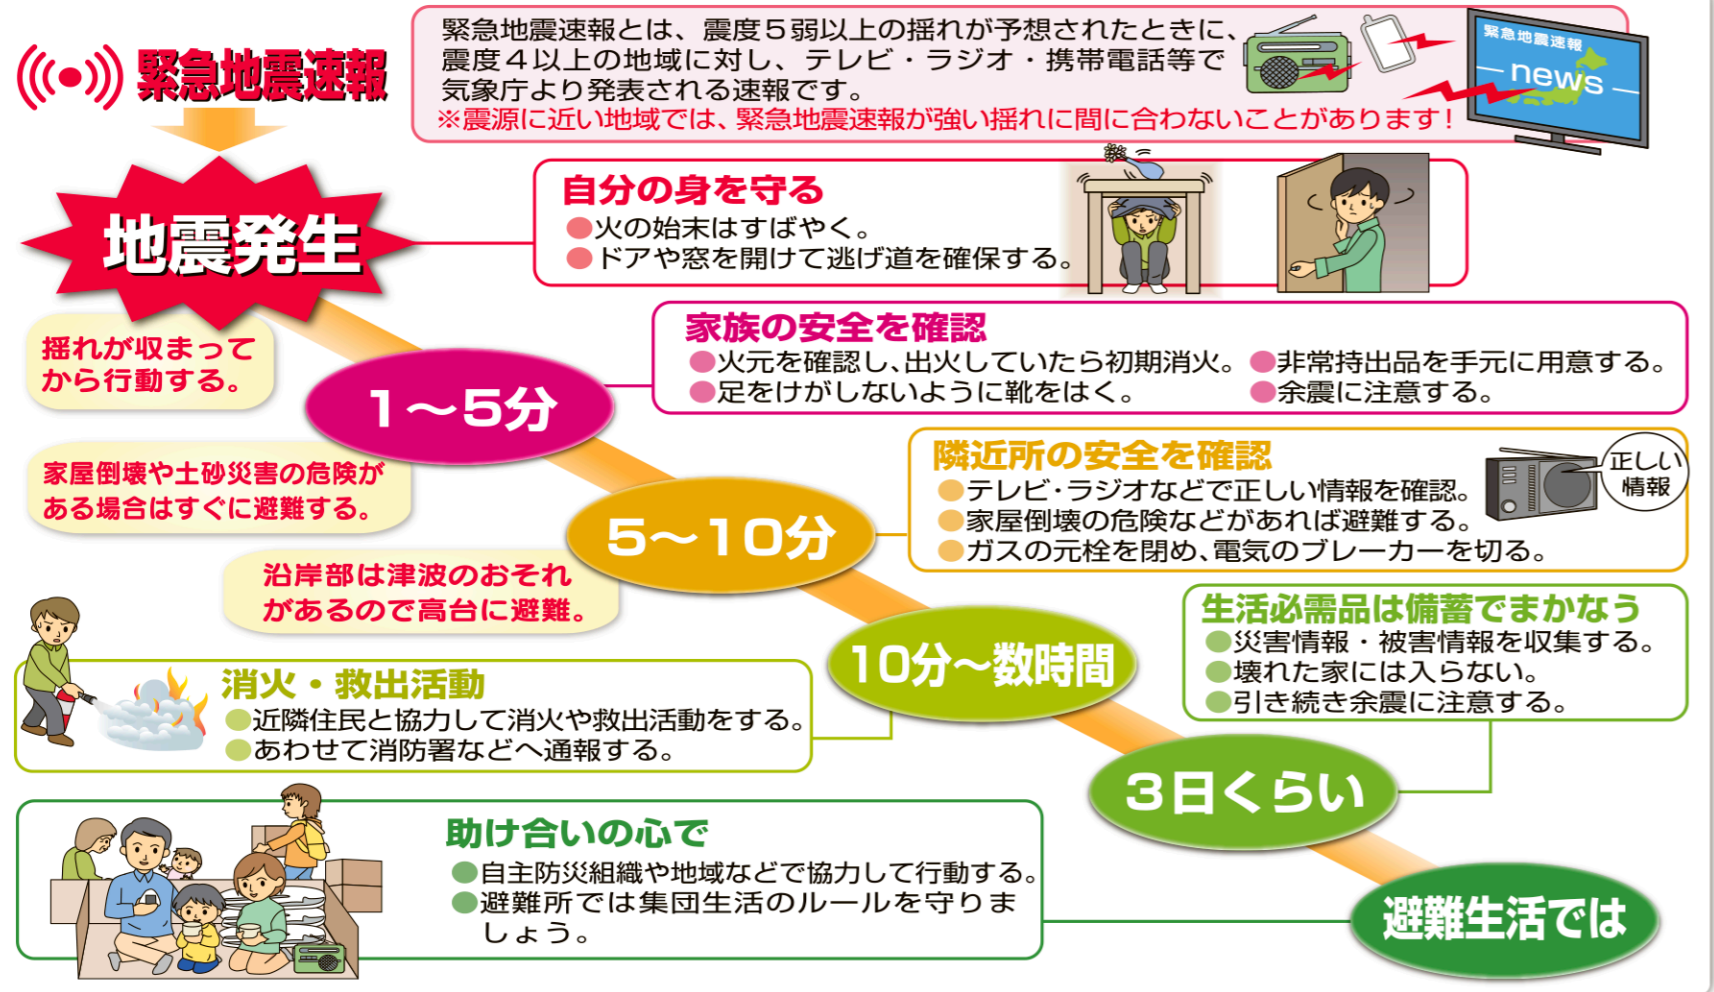 緊急地震速報
緊急地震速報とは、震度５弱以上の揺れが予想されたときに、
震度４以上の地域に対し、テレビ・ラジオ・携帯電話等で
気象庁より発表される速報です。
※震源に近い地域では、緊急地震速報が強い揺れに間に合わないことがあります！
緊急地震速報
news
地震発生
自分の身を守る
●火の始末はすばやく。
●ドアや窓を開けて逃げ道を確保する。
揺れが収まって
から行動する。
1～5分
家族の安全を確認
●火元を確認し、出火していたら初期消火。
●足をけがしないように靴をはく。
●非常持出品を手元に用意する。
●余震に注意する。
家屋倒壊や土砂災害の危険が
ある場合はすぐに避難する。
5～10分
隣近所の安全を確認
●テレビ・ラジオなどで正しい情報を確認。
●家屋倒壊の危険などがあれば避難する。
●ガスの元栓を閉め、電気のブレーカーを切る。
正しい
情報
沿岸部は津波のおそれ
があるので高台に避難。
10分～数時間
消火・救出活動
●近隣住民と協力して消火や救出活動をする。
●あわせて消防署などへ通報する。
生活必需品は備蓄でまかなう
●災害情報・被害情報を収集する。
●壊れた家には入らない。
●引き続き余震に注意する。
3日くらい
助け合いの心で
●自主防災組織や地域などで協力して行動する。
●避難所では集団生活のルールを守りま
しょう。
避難生活では